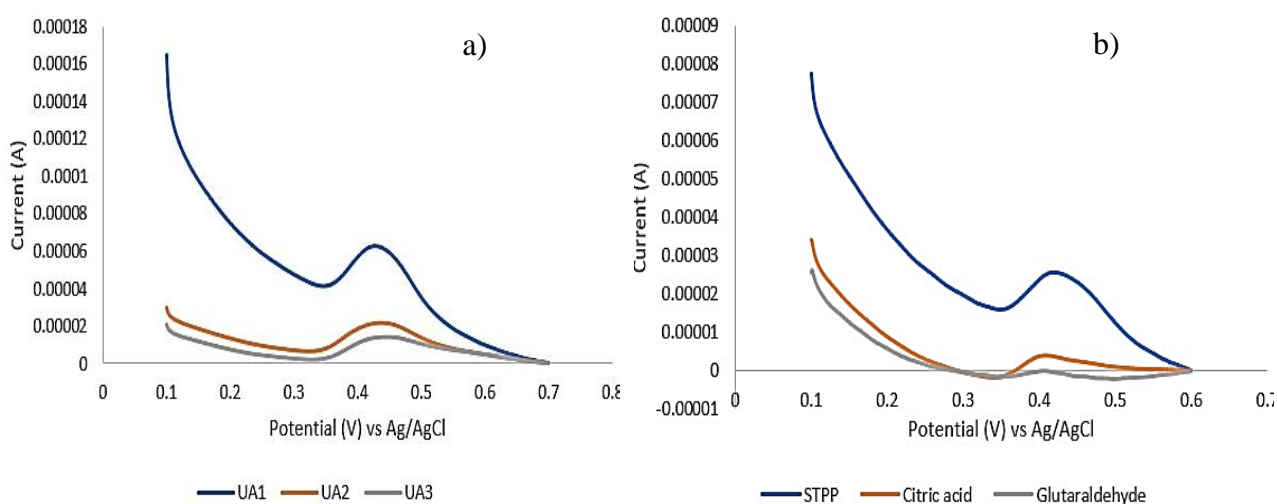 a)
Current (A)
0.00018
0.00016
0.00014
0.00012
0.0001
0.00008
0.00006
0.00004
0.00002
0
0 0.1 0.2 0.3 0.4 0.5 0.6 0.7 0.8
Potential (V) vs Ag/AgCl
UA1 UA2 UA3
b)
Current (A)
0.00009
0.00008
0.00007
0.00006
0.00005
0.00004
0.00003
0.00002
0.00001
0
-0.00001
0 0.1 0.2 0.3 0.4 0.5 0.6 0.7
Potential (V) vs Ag/AgCl
STPP Citric acid Glutaraldehyde